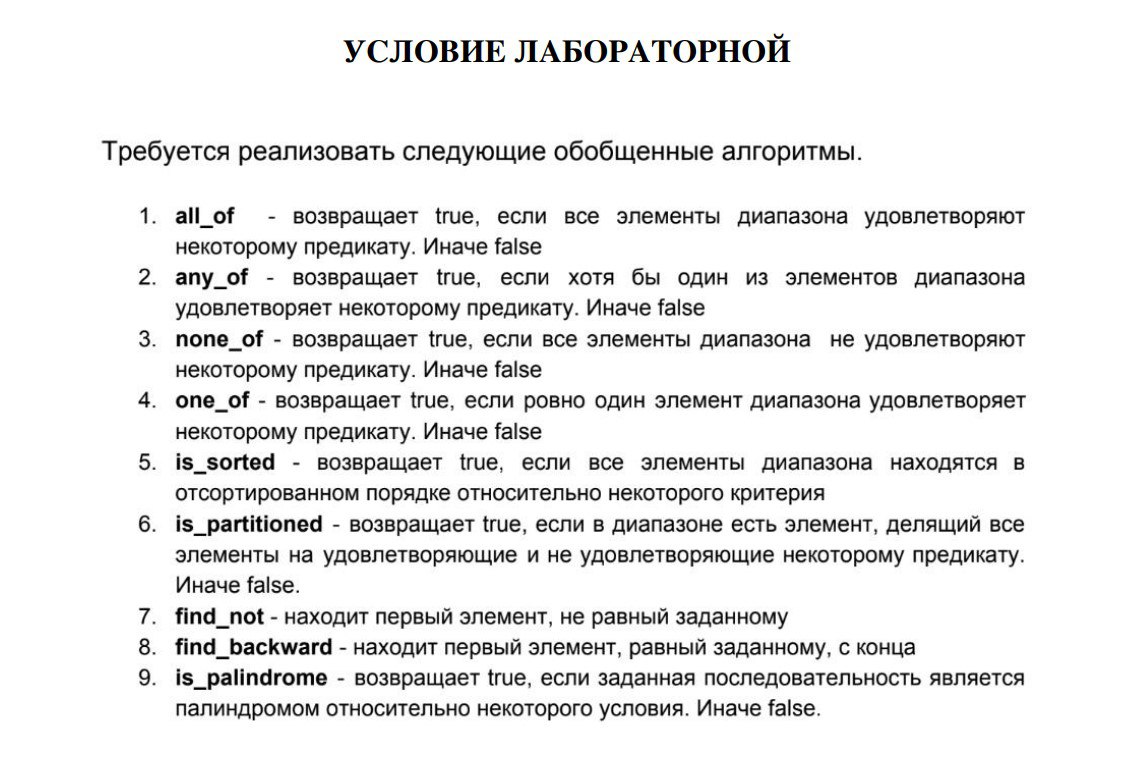 УСЛОВИЕ ЛАБОРАТОРНОЙ
Требуется реализовать следующие обобщенные алгоритмы.
1. all_of - возвращает true, если все элементы диапазона удовлетворяют
некоторому предикату. Иначе false
2. any_of - возвращает true, если хотя бы один из элементов диапазона
удовлетворяет некоторому предикату. Иначе false
3. none_of - возвращает true, если все элементы диапазона не удовлетворяют
некоторому предикату. Иначе false
4. one_of - возвращает true, если ровно один элемент диапазона удовлетворяет
некоторому предикату. Иначе false
5. is_sorted - возвращает true, если все элементы диапазона находятся в
отсортированном порядке относительно некоторого критерия
6. is_partitioned - возвращает true, если в диапазоне есть элемент, делящий все
элементы на удовлетворяющие и не удовлетворяющие некоторому предикату.
Иначе false.
7. find_not - находит первый элемент, не равный заданному
8. find_backward - находит первый элемент, равный заданному, с конца
9. is_palindrome - возвращает true, если заданная последовательность является
палиндромом относительно некоторого условия. Иначе false.